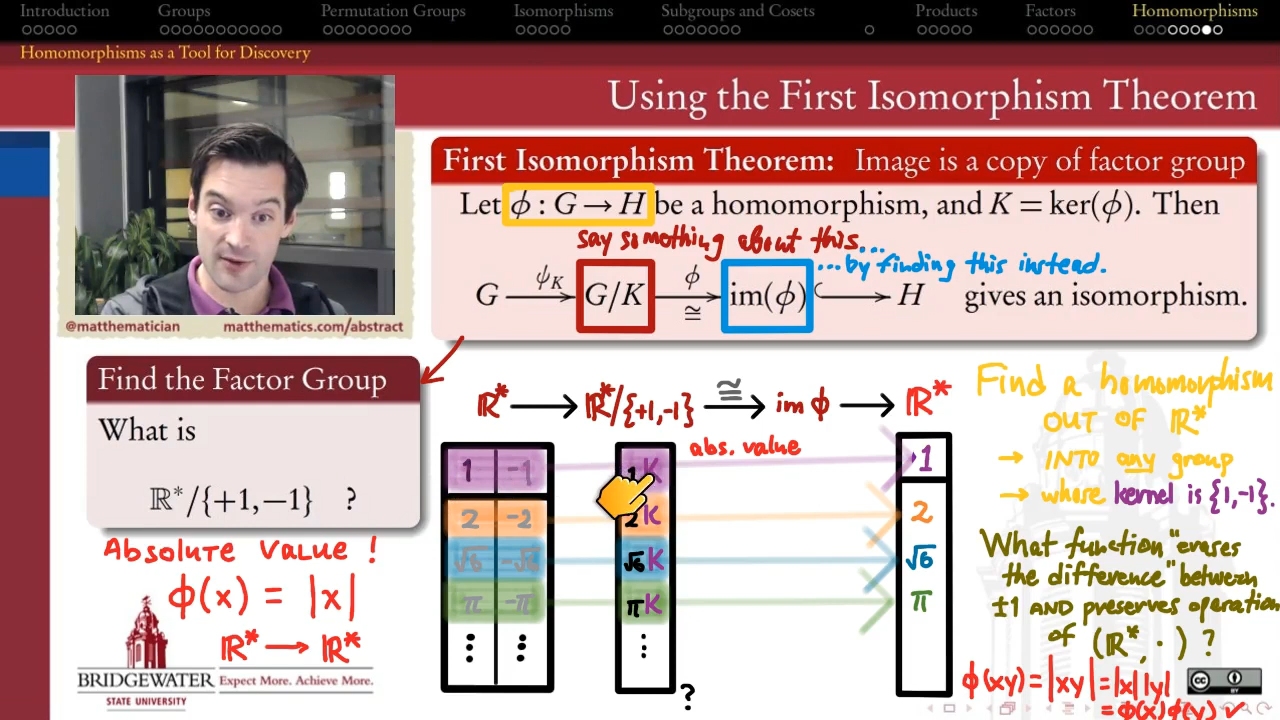 Introduction Groups Permutation Groups Isomorphisms Subgroups and Cosets Products Factors Homomorphisms
Homomorphisms as a Tool for Discovery
Using the First Isomorphism Theorem
First Isomorphism Theorem: Image is a copy of factor group
Let ϕ : G → H be a homomorphism, and K = ker(ϕ). Then
say something about this...
...by finding this instead.
G —ψ_K→ G/K —ϕ ≅→ im(ϕ) ↪ H gives an isomorphism.
@matthematician matthematics.com/abstract
Find the Factor Group
What is
ℝ*/{+1, −1} ?
Absolute value !
ϕ(x) = |x|
ℝ* → ℝ*
BRIDGEWATER
STATE UNIVERSITY
Expect More. Achieve More.
ℝ* → ℝ*/{+1,-1} ≅→ im ϕ → ℝ*
abs. value
1 -1 1K 1
2 -2 2K 2
√6 -√6 √6K √6
π -π πK π
⋮ ⋮ ⋮
?
Find a homomorphism
OUT OF ℝ*
→ INTO any group
→ whose kernel is {1,-1}.
What function "erases
the difference" between
±1 AND preserves operation
of (ℝ*, ·) ?
ϕ(xy) = |xy| = |x||y|
= ϕ(x)ϕ(y) ✓
cc BY